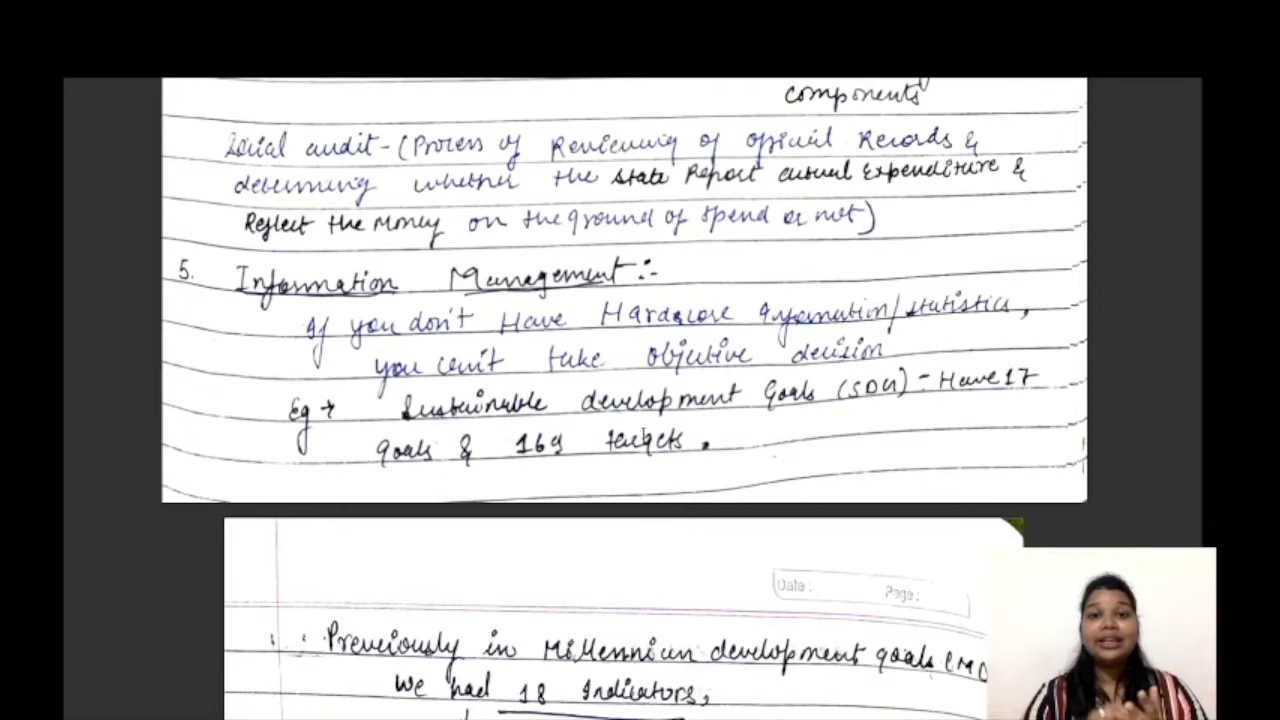 components
Social audit - (Process of Reviewing of official Records &
determining whether the State Report actual Expenditure &
Reflect the Money on the ground of spend or not)
5. Information Management :-
If you don't Have Hardcore Information/statistics,
you can't take objective decision
Eg → Sustainable development Goals (SDG) - Have 17
goals & 169 targets.
Date : Page :
Previously in Millennium development goals (MD
We had 18 Indicators,